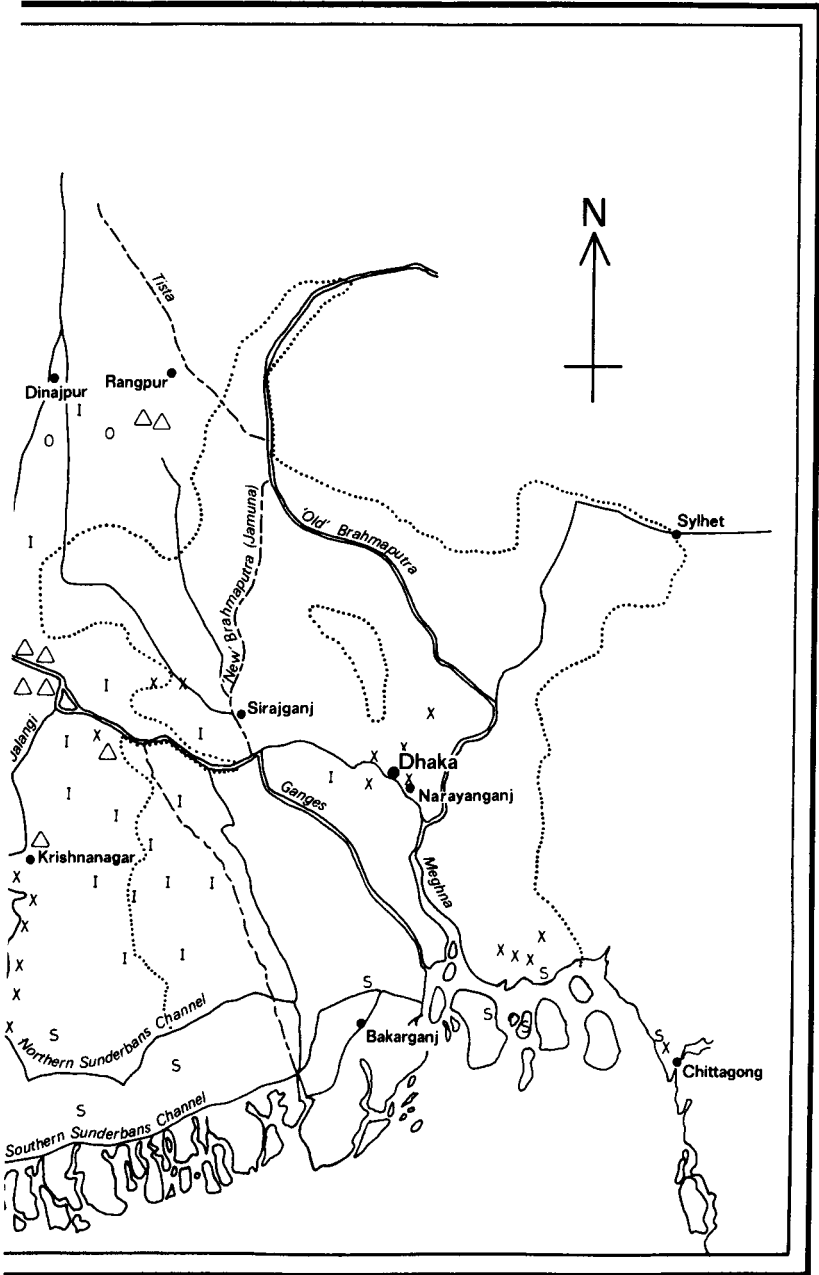 N
Tista
Dinajpur
Rangpur
I
O
O
'Old' Brahmaputra
'New' Brahmaputra (Jamuna)
Sylhet
I
I
X
X
Sirajganj
X
Jalangi
I
X
I
X
X
Dhaka
I
X
X
Narayanganj
I
I
Ganges
I
I
Krishnanagar
Meghna
X
I
I
I
I
X
X
X
X
X
X
I
I
X
S
S
X
S
S
Bakarganj
X
S
Northern Sunderbans Channel
S
S
X
Chittagong
S
Southern Sunderbans Channel